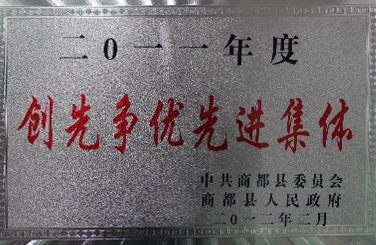 二〇一一年度
创先争优先进集体
中共商都县委员会
商都县人民政府
二〇一二年二月